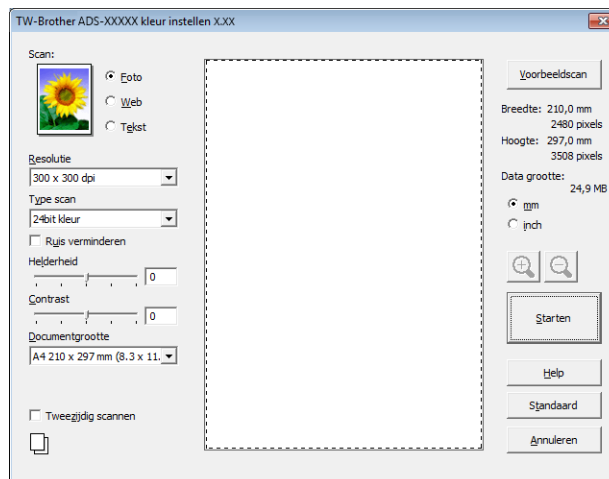 TW-Brother ADS-XXXXX kleur instellen X.XX
Scan:
Foto
Web
Tekst
Resolutie
300 x 300 dpi
Type scan
24bit kleur
Ruis verminderen
Helderheid
0
Contrast
0
Documentgrootte
A4 210 x 297 mm (8.3 x 11.
Tweezijdig scannen
Voorbeeldscan
Breedte: 210,0 mm
2480 pixels
Hoogte: 297,0 mm
3508 pixels
Data grootte:
24,9 MB
mm
inch
Starten
Help
Standaard
Annuleren